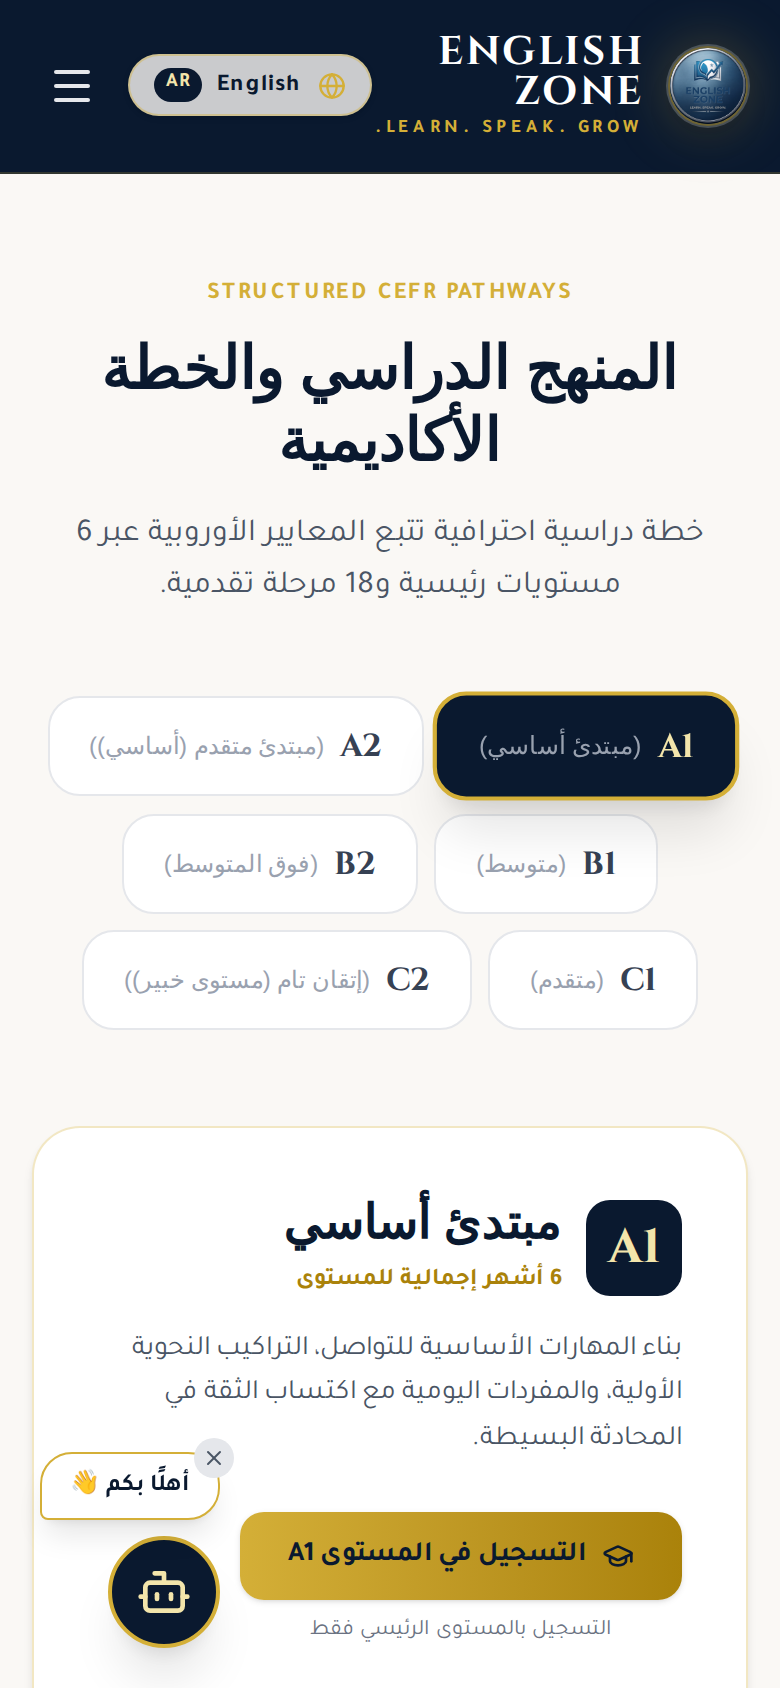 ENGLISH
ZONE
.LEARN. SPEAK. GROW
English AR
STRUCTURED CEFR PATHWAYS
المنهج الدراسي والخطة
الأكاديمية
خطة دراسية احترافية تتبع المعايير الأوروبية عبر 6
مستويات رئيسية و18 مرحلة تقدمية.
A1 (مبتدئ أساسي)
A2 (مبتدئ متقدم (أساسي))
B1 (متوسط)
B2 (فوق المتوسط)
C1 (متقدم)
C2 (إتقان تام (مستوى خبير))
A1
مبتدئ أساسي
6 أشهر إجمالية للمستوى
بناء المهارات الأساسية للتواصل، التراكيب النحوية
الأولية، والمفردات اليومية مع اكتساب الثقة في
المحادثة البسيطة.
أهلًا بكم 👋
التسجيل في المستوى A1
التسجيل بالمستوى الرئيسي فقط